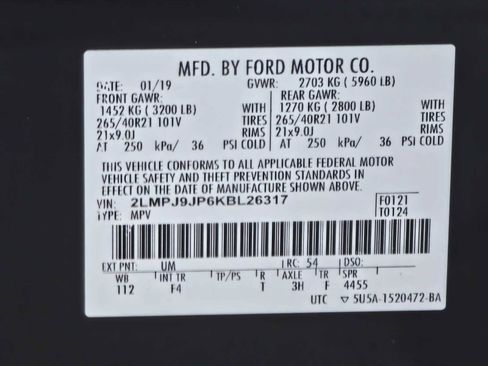 MFD. BY FORD MOTOR CO.
DATE: 01/19 GVWR: 2703 KG ( 5960 LB)
FRONT GAWR: REAR GAWR:
1452 KG ( 3200 LB) WITH 1270 KG ( 2800 LB) WITH
265/40R21 101V TIRES 265/40R21 101V TIRES
21x9.0J RIMS 21x9.0J RIMS
AT 250 kPa/ 36 PSI COLD AT 250 kPa/ 36 PSI COLD
THIS VEHICLE CONFORMS TO ALL APPLICABLE FEDERAL MOTOR
VEHICLE SAFETY AND THEFT PREVENTION STANDARDS IN
EFFECT ON THE DATE OF MANUFACTURE SHOWN ABOVE.
VIN: 2LMPJ9JP6KBL26317 F0121
TYPE: MPV T0124
EXT PNT: UM RC: 54 DSO:
WB INT TR TP/PS R AXLE TR SPR
112 F4 T 3H F 4455
UTC ▽ 5U5A-1520472-BA